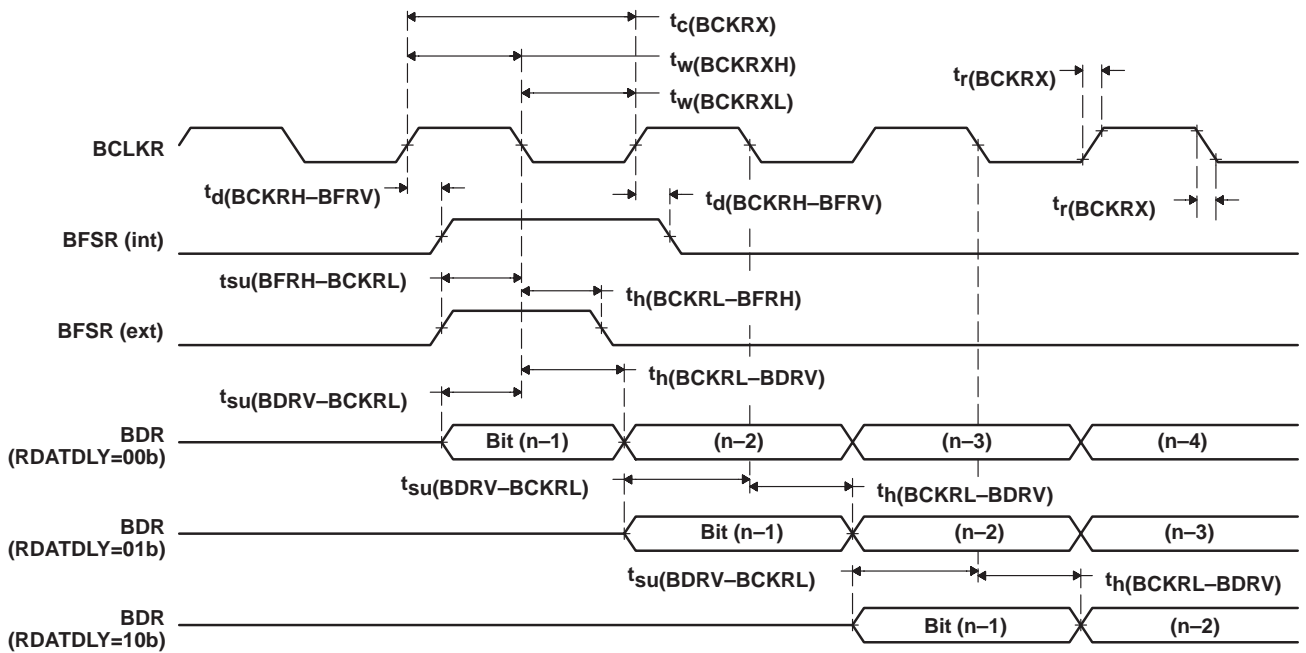 tc(BCKRX)
tw(BCKRXH)
tw(BCKRXL)
tr(BCKRX)
BCLKR
td(BCKRH–BFRV)
td(BCKRH–BFRV)
tr(BCKRX)
BFSR (int)
tsu(BFRH–BCKRL)
th(BCKRL–BFRH)
BFSR (ext)
th(BCKRL–BDRV)
tsu(BDRV–BCKRL)
BDR
(RDATDLY=00b)
Bit (n–1)
(n–2)
(n–3)
(n–4)
tsu(BDRV–BCKRL)
th(BCKRL–BDRV)
BDR
(RDATDLY=01b)
Bit (n–1)
(n–2)
(n–3)
tsu(BDRV–BCKRL)
th(BCKRL–BDRV)
BDR
(RDATDLY=10b)
Bit (n–1)
(n–2)